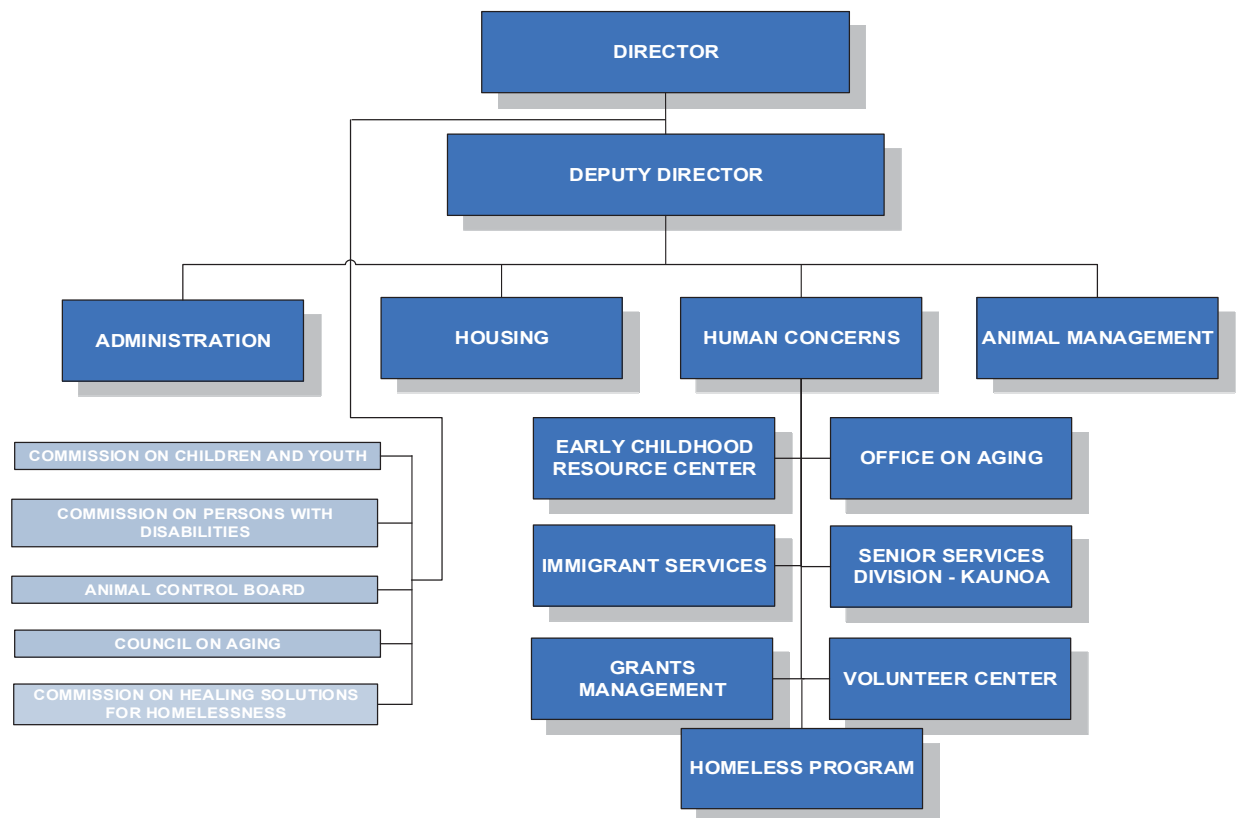 DIRECTOR
DEPUTY DIRECTOR
ADMINISTRATION
HOUSING
HUMAN CONCERNS
ANIMAL MANAGEMENT
COMMISSION ON CHILDREN AND YOUTH
COMMISSION ON PERSONS WITH
DISABILITIES
ANIMAL CONTROL BOARD
COUNCIL ON AGING
COMMISSION ON HEALING SOLUTIONS
FOR HOMELESSNESS
EARLY CHILDHOOD
RESOURCE CENTER
OFFICE ON AGING
IMMIGRANT SERVICES
SENIOR SERVICES
DIVISION - KAUNOA
GRANTS
MANAGEMENT
VOLUNTEER CENTER
HOMELESS PROGRAM